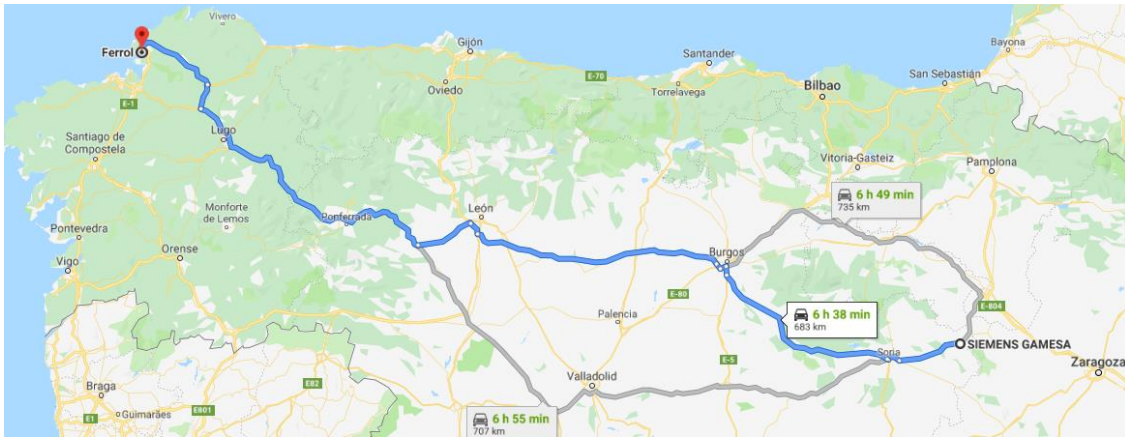 Vivero
Ferrol
Gijón
Santander
Bayona
E-70
San Sebastián
Oviedo
Torrelavega
Bilbao
E-1
Lugo
Santiago de
Compostela
Vitoria-Gasteiz
Pamplona
6 h 49 min
735 km
León
Monforte
de Lemos
Ponferrada
Pontevedra
Orense
Burgos
Vigo
E-80
E-804
6 h 38 min
683 km
Palencia
SIEMENS GAMESA
Soria
E-5
Zaragoza
Valladolid
E82
Braga
6 h 55 min
707 km
E1
Guimarães
E801